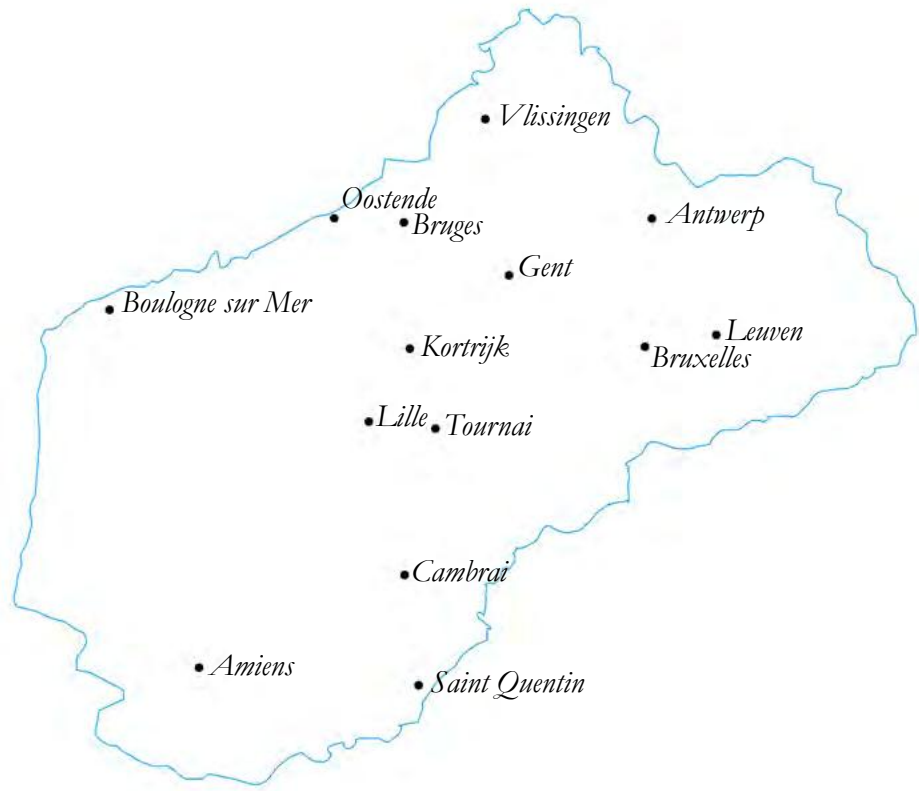 Vlissingen
Oostende
Bruges
Antwerp
Gent
Boulogne sur Mer
Kortrijk
Leuven
Bruxelles
Lille
Tournai
Cambrai
Amiens
Saint Quentin